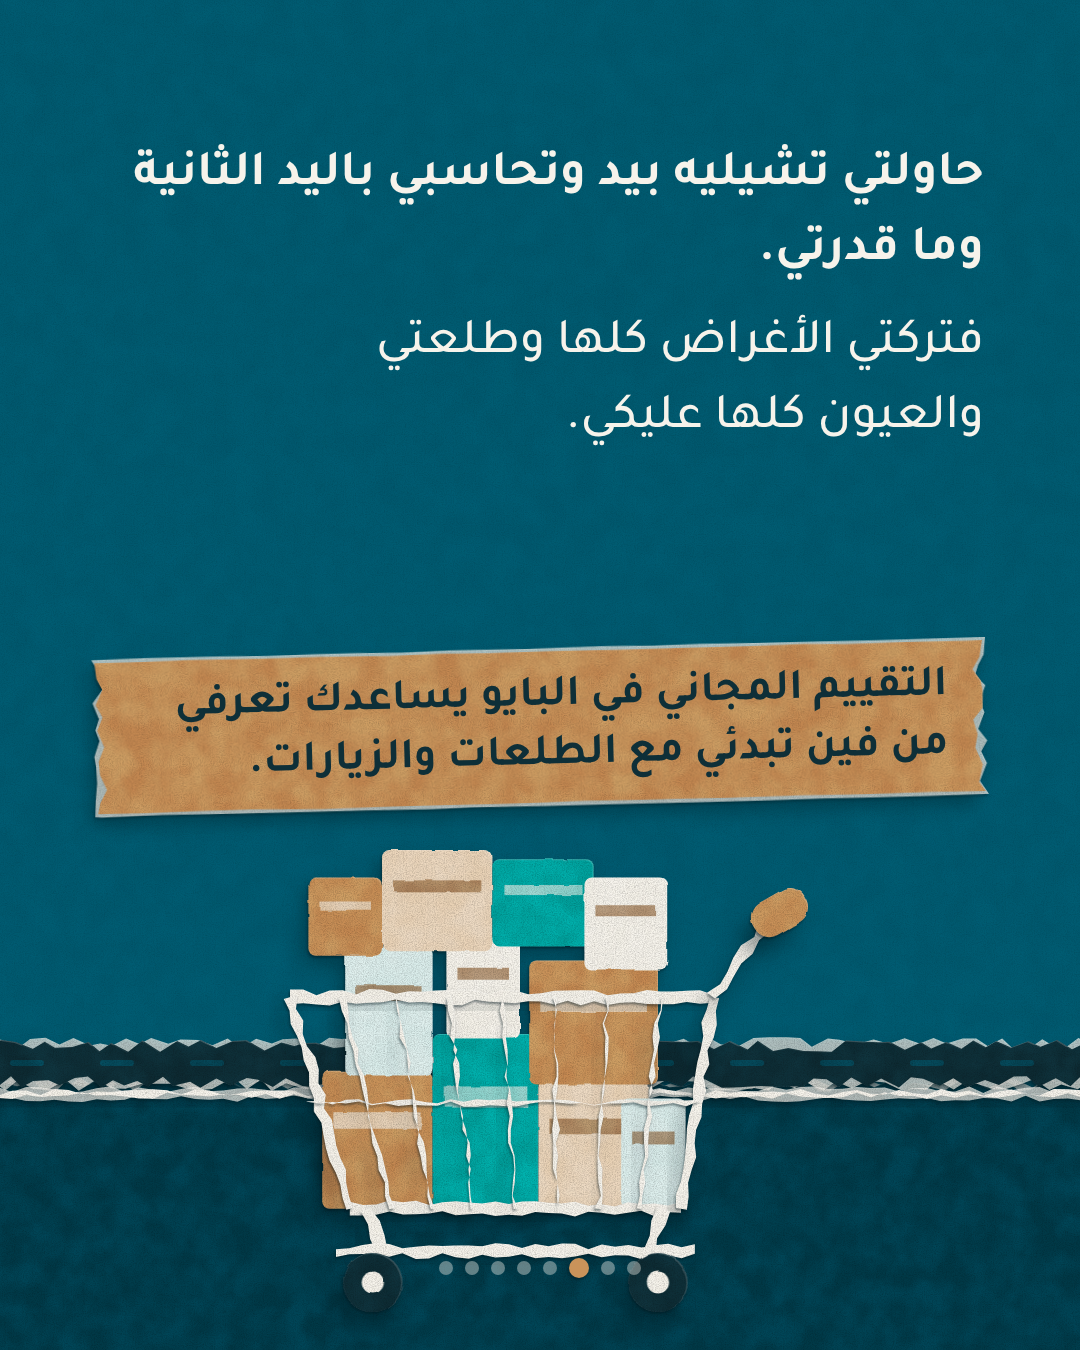 حاولتي تشيليه بيد وتحاسبي باليد الثانية
وما قدرتي.
فتركتي الأغراض كلها وطلعتي
والعيون كلها عليكي.
التقييم المجاني في البايو يساعدك تعرفي
من فين تبدئي مع الطلعات والزيارات.